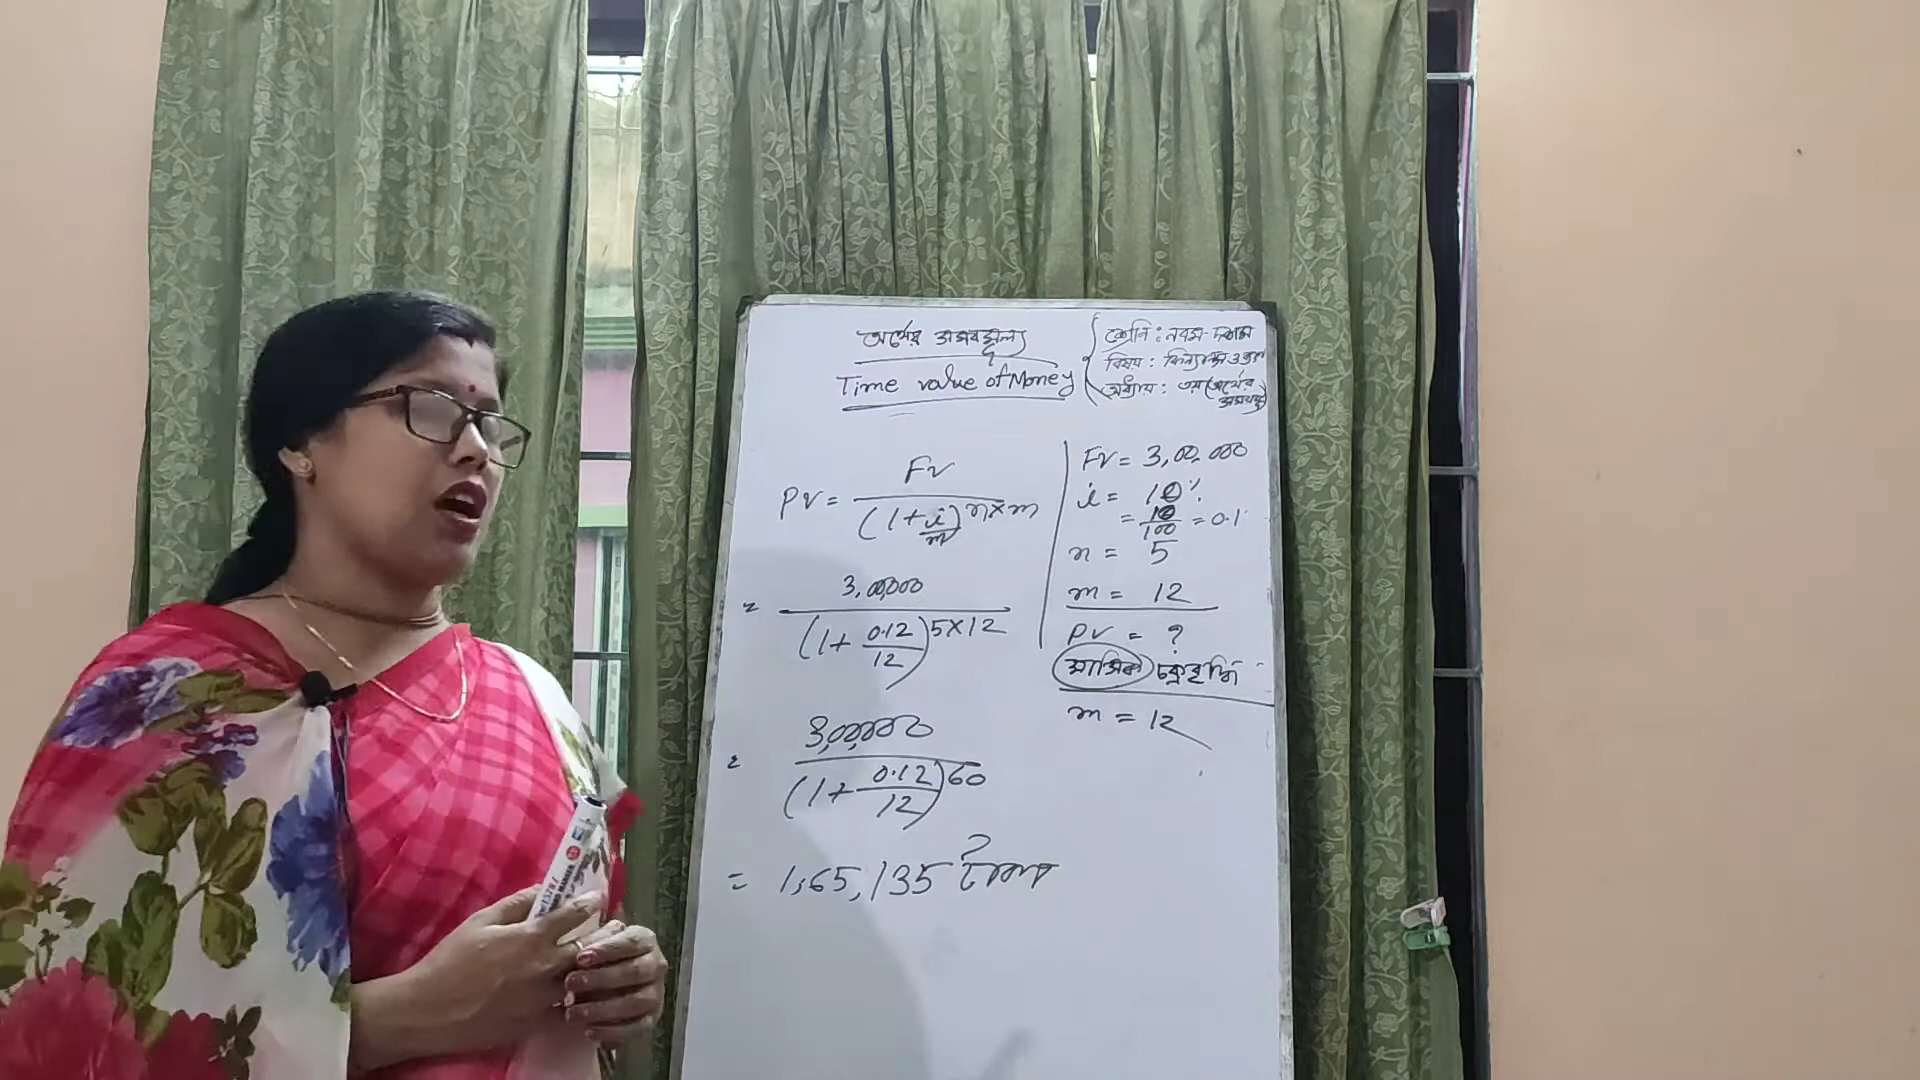 অর্থের সময়মূল্য
Time value of Money
শ্রেণি : নবম-দশম
বিষয় : ফিন্যান্স ও
অধ্যায় : ৩য় (অর্থের
সময়মূল্য)
PV = FV / (1+i/m)^n×m
= 3,00,000 / (1+0.12/12)^5×12
= 3,00,000 / (1+0.12/12)^60
= 1,65,135 টাকা
FV = 3,00,000
i = 10%
= 10/100 = 0.1
n = 5
m = 12
PV = ?
মাসিক চক্রবৃদ্ধি
m = 12